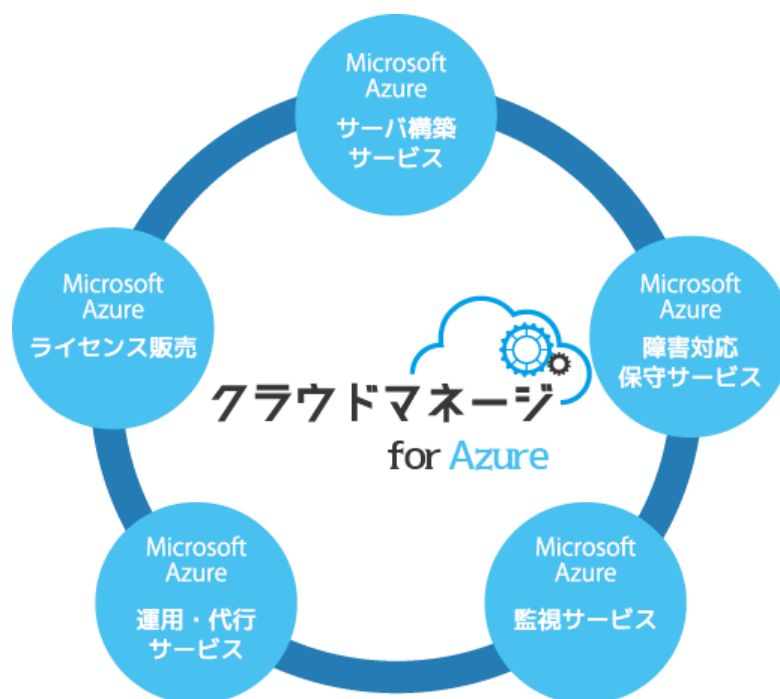 Microsoft
Azure
サーバ構築
サービス
Microsoft
Azure
ライセンス販売
Microsoft
Azure
障害対応
保守サービス
クラウドマネージ
for Azure
Microsoft
Azure
運用・代行
サービス
Microsoft
Azure
監視サービス